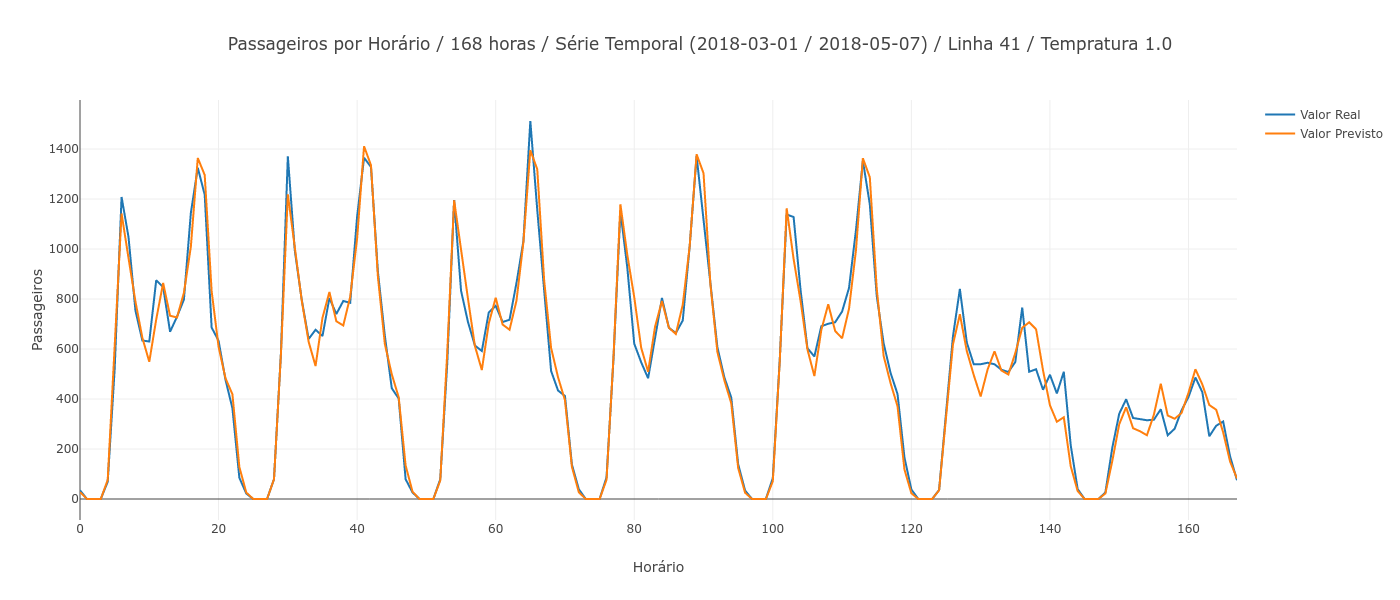 Passageiros por Horário / 168 horas / Série Temporal (2018-03-01 / 2018-05-07) / Linha 41 / Tempratura 1.0
Valor Real
Valor Previsto
Passageiros
1400
1200
1000
800
600
400
200
0
0 20 40 60 80 100 120 140 160
Horário